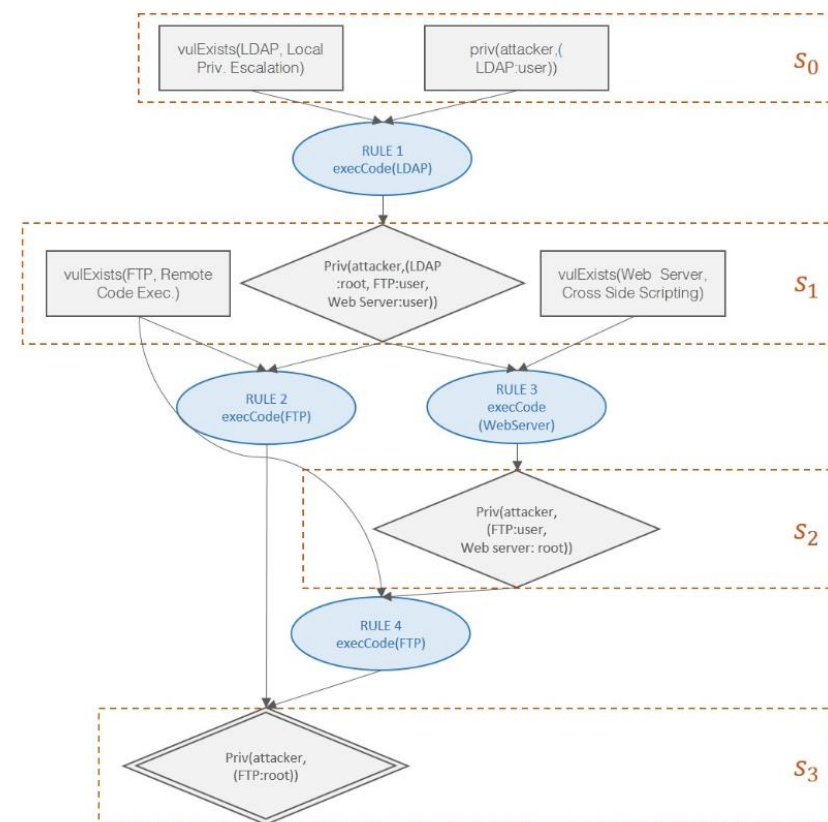 vulExists(LDAP, Local
Priv. Escalation)
priv(attacker,(
LDAP:user))
s₀
RULE 1
execCode(LDAP)
vulExists(FTP, Remote
Code Exec.)
Priv(attacker,(LDAP
:root, FTP:user,
Web Server:user))
vulExists(Web Server,
Cross Side Scripting)
s₁
RULE 2
execCode(FTP)
RULE 3
execCode
(WebServer)
Priv(attacker,
(FTP:user,
Web server: root))
s₂
RULE 4
execCode(FTP)
Priv(attacker,
(FTP:root))
s₃